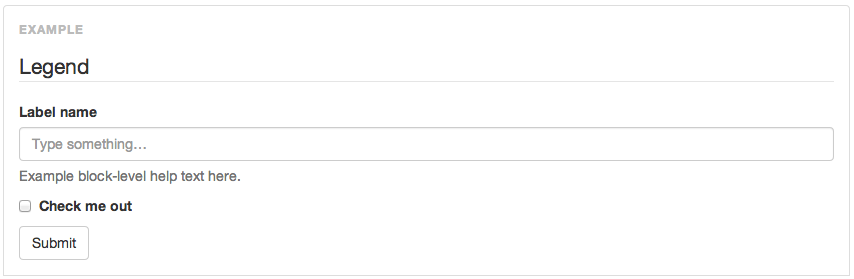 EXAMPLE
Legend
Label name
Type something…
Example block-level help text here.
Check me out
Submit